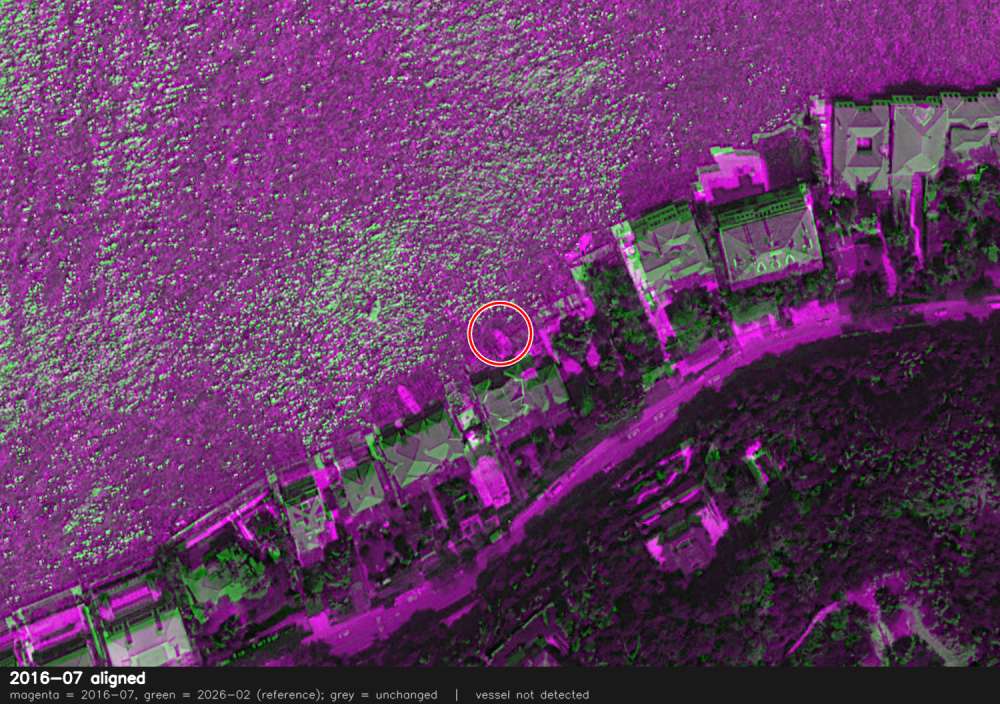 2016-07 aligned
magenta = 2016-07, green = 2026-02 (reference); grey = unchanged | vessel not detected